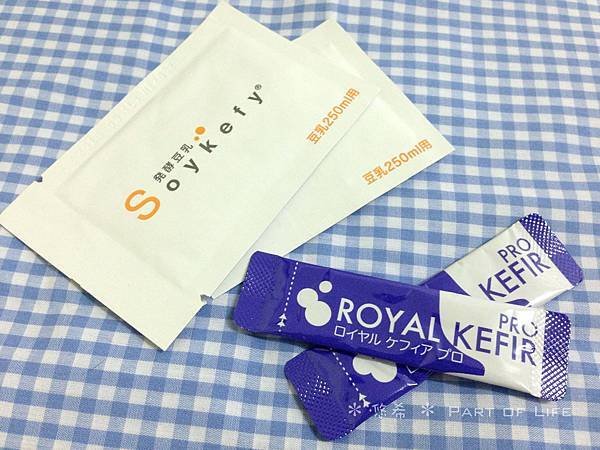 発酵豆乳
Soykefy®
豆乳250ml用
豆乳250ml用
PRO
KEFIR
ROYAL KEFIR
PRO
ロイヤル ケフィア プロ
＊悠希＊ PART OF LIFE